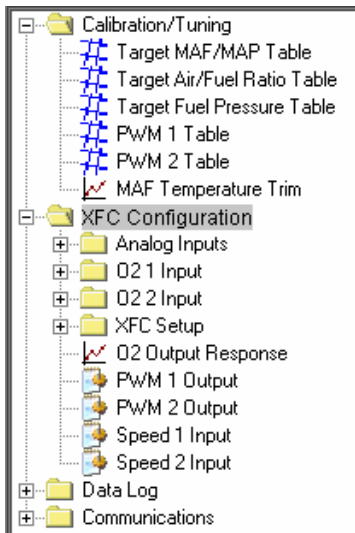 Calibration/Tuning
Target MAF/MAP Table
Target Air/Fuel Ratio Table
Target Fuel Pressure Table
PWM 1 Table
PWM 2 Table
MAF Temperature Trim
XFC Configuration
Analog Inputs
O2 1 Input
O2 2 Input
XFC Setup
O2 Output Response
PWM 1 Output
PWM 2 Output
Speed 1 Input
Speed 2 Input
Data Log
Communications